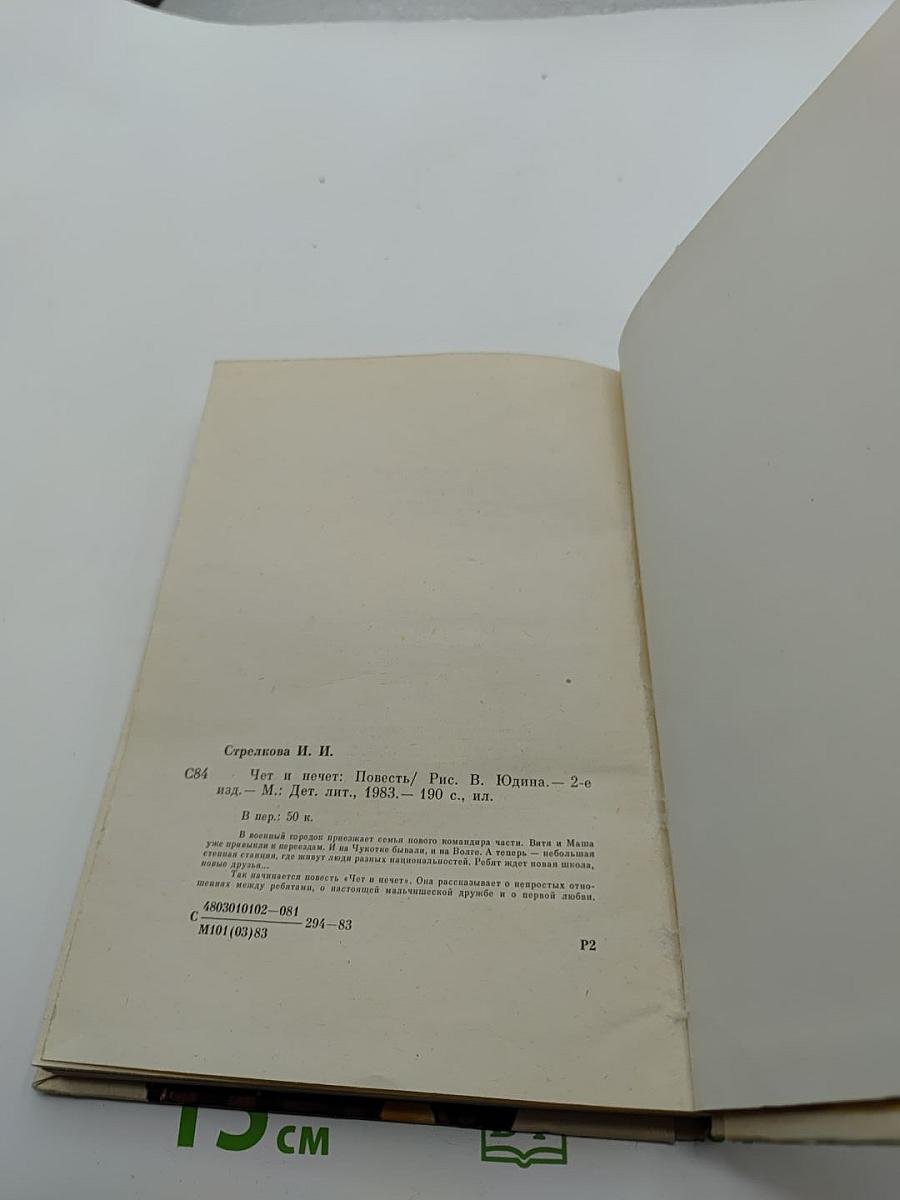 Стрелкова И. И.
С84 Чет и нечет: Повесть/ Рис. В. Юдина.— 2-е
изд.— М.: Дет. лит., 1983.— 190 с., ил.
В пер.: 50 к.
В военный городок приезжает семья нового командира части. Витя и Маша
уже привыкли к переездам. И на Чукотке бывали, и на Волге. А теперь — небольшая
степная станция, где живут люди разных национальностей. Ребят ждет новая школа,
новые друзья...
Так начинается повесть «Чет и нечет». Она рассказывает о непростых отно-
шениях между ребятами, о настоящей мальчишеской дружбе и о первой любви.
С 4803010102—081 294—83
М101(03)83
Р2
15 см